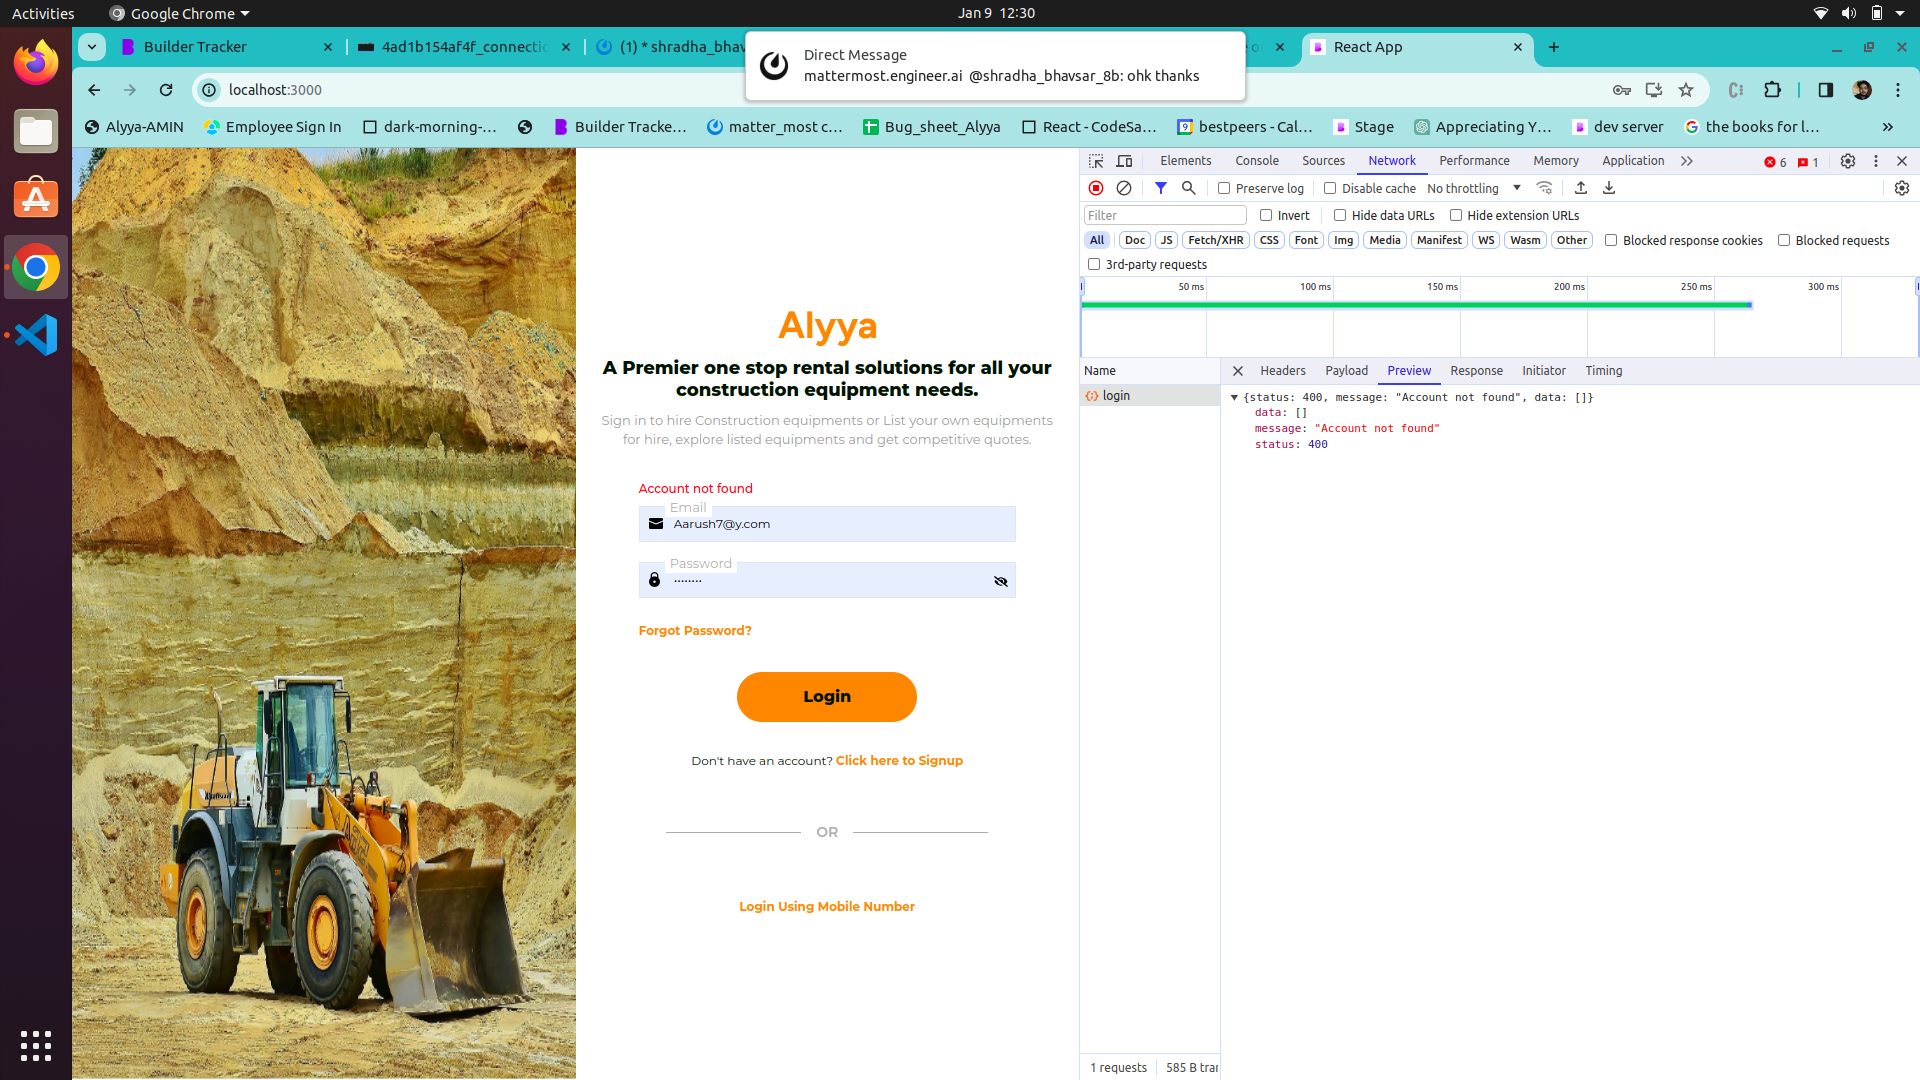 Activities
Google Chrome
Jan 9 12:30
Builder Tracker
4ad1b154af4f_connectic
(1) * shradha_bhav
React App
Direct Message
mattermost.engineer.ai @shradha_bhavsar_8b: ohk thanks
localhost:3000
Alyya-AMIN
Employee Sign In
dark-morning-...
Builder Tracke...
matter_most c...
Bug_sheet_Alyya
React - CodeSa...
bestpeers - Cal...
Stage
Appreciating Y...
dev server
the books for l...
Elements
Console
Sources
Network
Performance
Memory
Application
6
1
Preserve log
Disable cache
No throttling
Filter
Invert
Hide data URLs
Hide extension URLs
All
Doc
JS
Fetch/XHR
CSS
Font
Img
Media
Manifest
WS
Wasm
Other
Blocked response cookies
Blocked requests
3rd-party requests
50 ms
100 ms
150 ms
200 ms
250 ms
300 ms
Name
Headers
Payload
Preview
Response
Initiator
Timing
login
{status: 400, message: "Account not found", data: []}
data: []
message: "Account not found"
status: 400
1 requests
585 B trar
Alyya
A Premier one stop rental solutions for all your
construction equipment needs.
Sign in to hire Construction equipments or List your own equipments
for hire, explore listed equipments and get competitive quotes.
Account not found
Email
Aarush7@y.com
Password
········
Forgot Password?
Login
Don't have an account? Click here to Signup
OR
Login Using Mobile Number